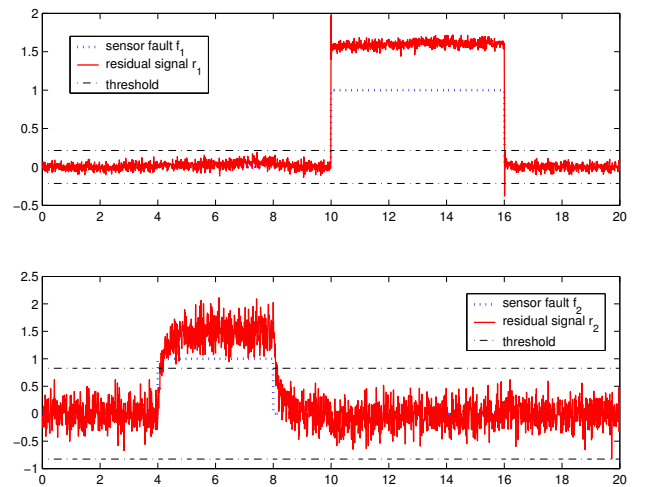 2
1.5
1
0.5
0
−0.5
sensor fault f1
residual signal r1
threshold
0 2 4 6 8 10 12 14 16 18 20
2.5
2
1.5
1
0.5
0
−0.5
−1
sensor fault f2
residual signal r2
threshold
0 2 4 6 8 10 12 14 16 18 20